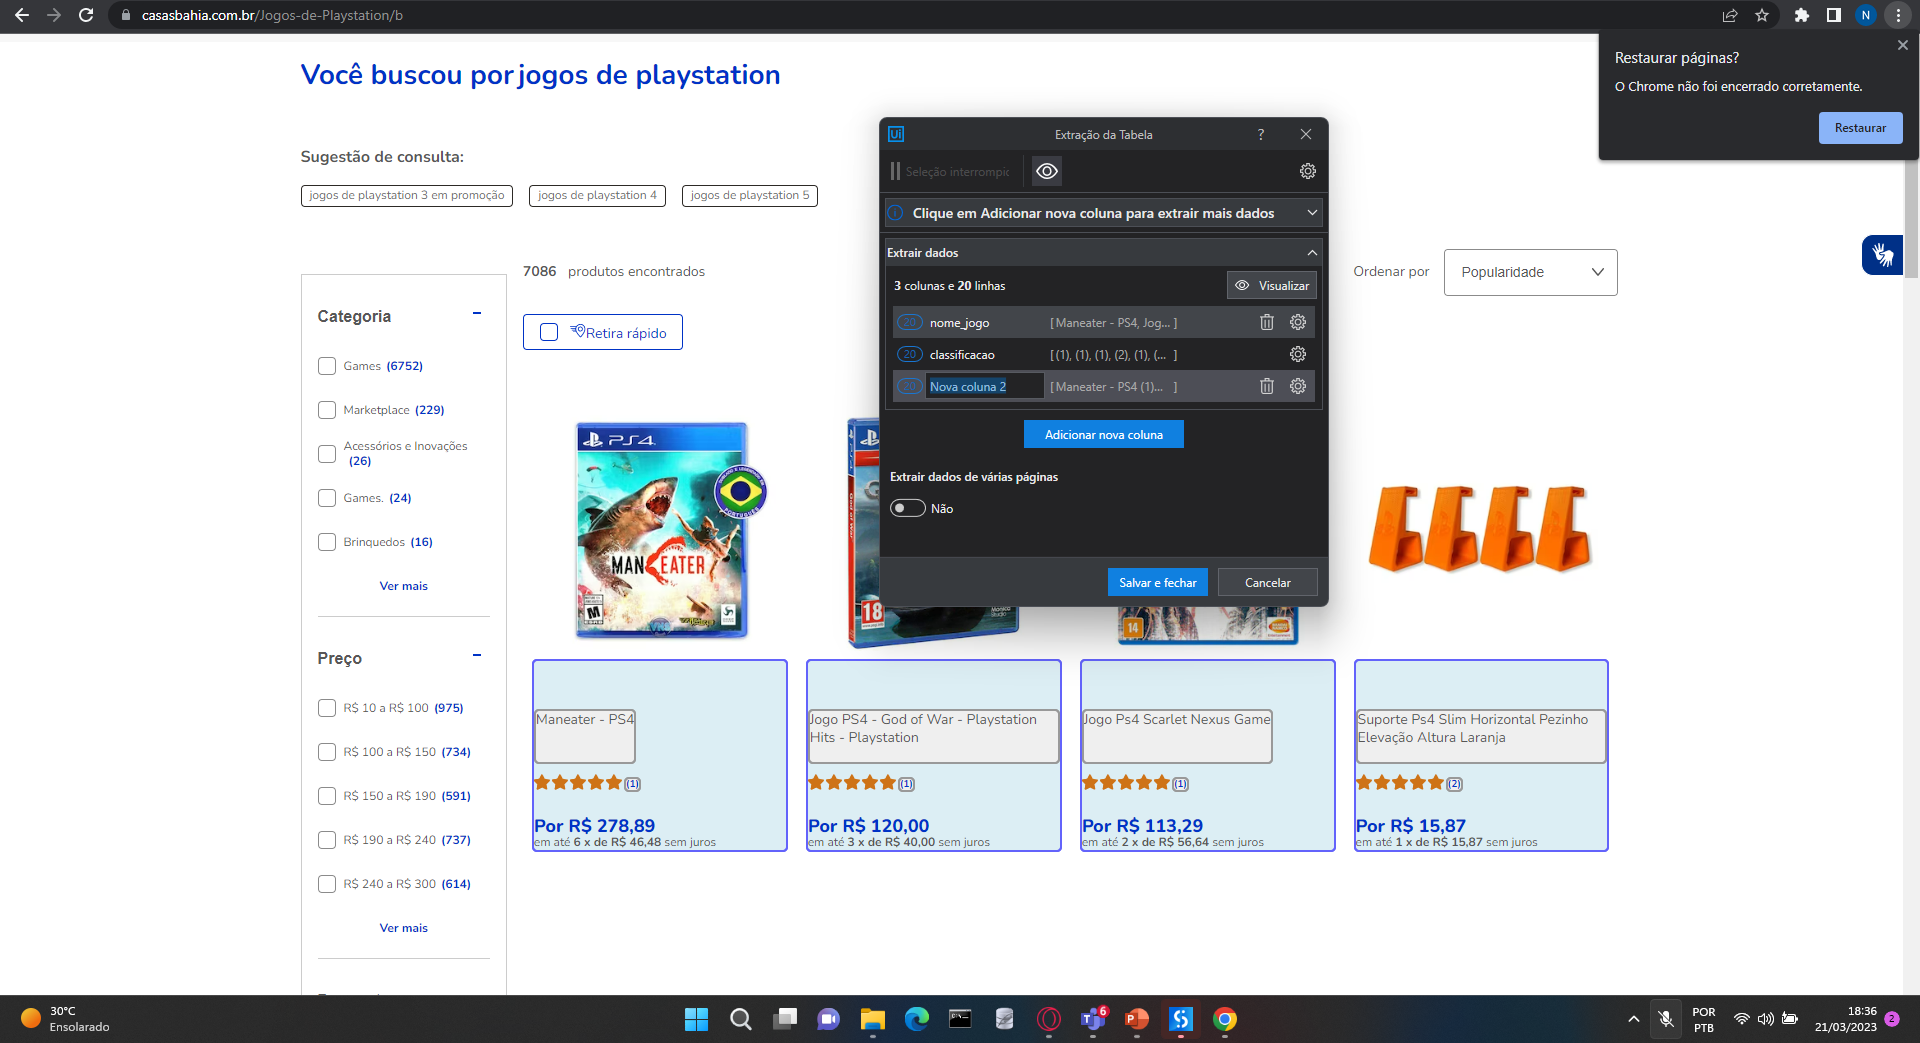 casasbahia.com.br/Jogos-de-Playstation/b
N
Restaurar páginas?
O Chrome não foi encerrado corretamente.
Restaurar
Você buscou por jogos de playstation
Sugestão de consulta:
jogos de playstation 3 em promoção
jogos de playstation 4
jogos de playstation 5
7086 produtos encontrados
Ordenar por
Popularidade
Retira rápido
Categoria
Games (6752)
Marketplace (229)
Acessórios e Inovações
(26)
Games. (24)
Brinquedos (16)
Ver mais
Preço
R$ 10 a R$ 100 (975)
R$ 100 a R$ 150 (734)
R$ 150 a R$ 190 (591)
R$ 190 a R$ 240 (737)
R$ 240 a R$ 300 (614)
Ver mais
Ui
Extração da Tabela
?
Seleção interrompic
Clique em Adicionar nova coluna para extrair mais dados
Extrair dados
3 colunas e 20 linhas
Visualizar
20 nome_jogo [ Maneater - PS4, Jog... ]
20 classificacao [ (1), (1), (1), (2), (1), (... ]
20 Nova coluna 2 [ Maneater - PS4 (1)... ]
Adicionar nova coluna
Extrair dados de várias páginas
Não
Salvar e fechar
Cancelar
PS4
MANEATER
M
18
14
Maneater - PS4
(1)
Por R$ 278,89
em até 6 x de R$ 46,48 sem juros
Jogo PS4 - God of War - Playstation
Hits - Playstation
(1)
Por R$ 120,00
em até 3 x de R$ 40,00 sem juros
Jogo Ps4 Scarlet Nexus Game
(1)
Por R$ 113,29
em até 2 x de R$ 56,64 sem juros
Suporte Ps4 Slim Horizontal Pezinho
Elevação Altura Laranja
(2)
Por R$ 15,87
em até 1 x de R$ 15,87 sem juros
30°C
Ensolarado
6
POR
PTB
18:36
21/03/2023
2